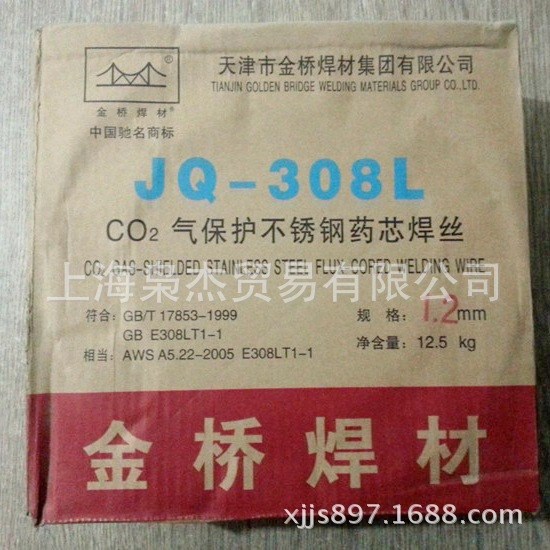 天津市金桥焊材集团有限公司
TIANJIN GOLDEN BRIDGE WELDING MATERIALS GROUP CO.,LTD.
®
金桥焊材®
中国驰名商标
JQ-308L
CO2 气保护不锈钢药芯焊丝
CO2 GAS-SHIELDED STAINLESS STEEL FLUX-CORED WELDING WIRE
上海枭杰贸易有限公司
符合: GB/T 17853-1999
GB E308LT1-1
相当: AWS A5.22-2005 E308LT1-1
规格: 1.2mm
净含量: 12.5 kg
金桥焊材
xjjs897.1688.com